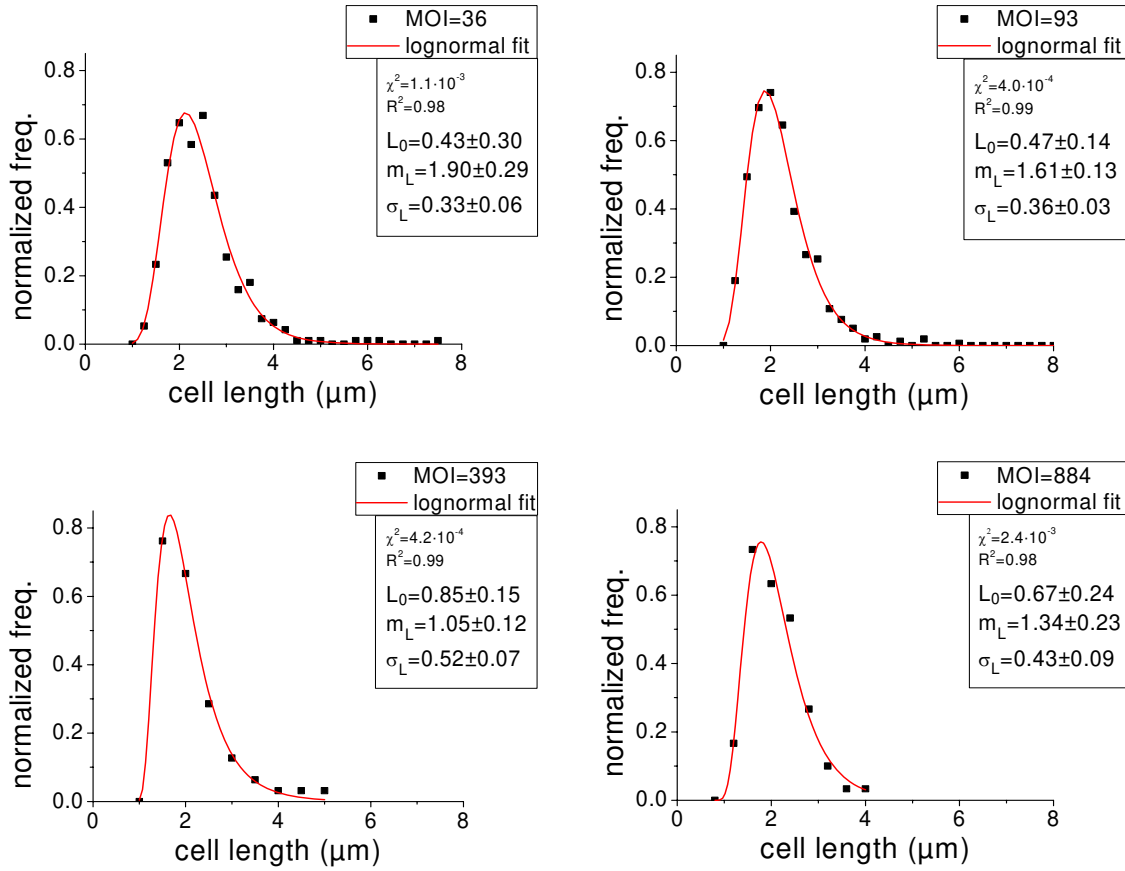 MOI=36
lognormal fit
χ²=1.1·10⁻³
R²=0.98
L₀=0.43±0.30
m_L=1.90±0.29
σ_L=0.33±0.06
0.8
0.6
0.4
0.2
0.0
0 2 4 6 8
normalized freq.
cell length (µm)
MOI=93
lognormal fit
χ²=4.0·10⁻⁴
R²=0.99
L₀=0.47±0.14
m_L=1.61±0.13
σ_L=0.36±0.03
0.8
0.6
0.4
0.2
0.0
0 2 4 6 8
normalized freq.
cell length (µm)
MOI=393
lognormal fit
χ²=4.2·10⁻⁴
R²=0.99
L₀=0.85±0.15
m_L=1.05±0.12
σ_L=0.52±0.07
0.8
0.6
0.4
0.2
0.0
0 2 4 6 8
normalized freq.
cell length (µm)
MOI=884
lognormal fit
χ²=2.4·10⁻³
R²=0.98
L₀=0.67±0.24
m_L=1.34±0.23
σ_L=0.43±0.09
0.8
0.6
0.4
0.2
0.0
0 2 4 6 8
normalized freq.
cell length (µm)